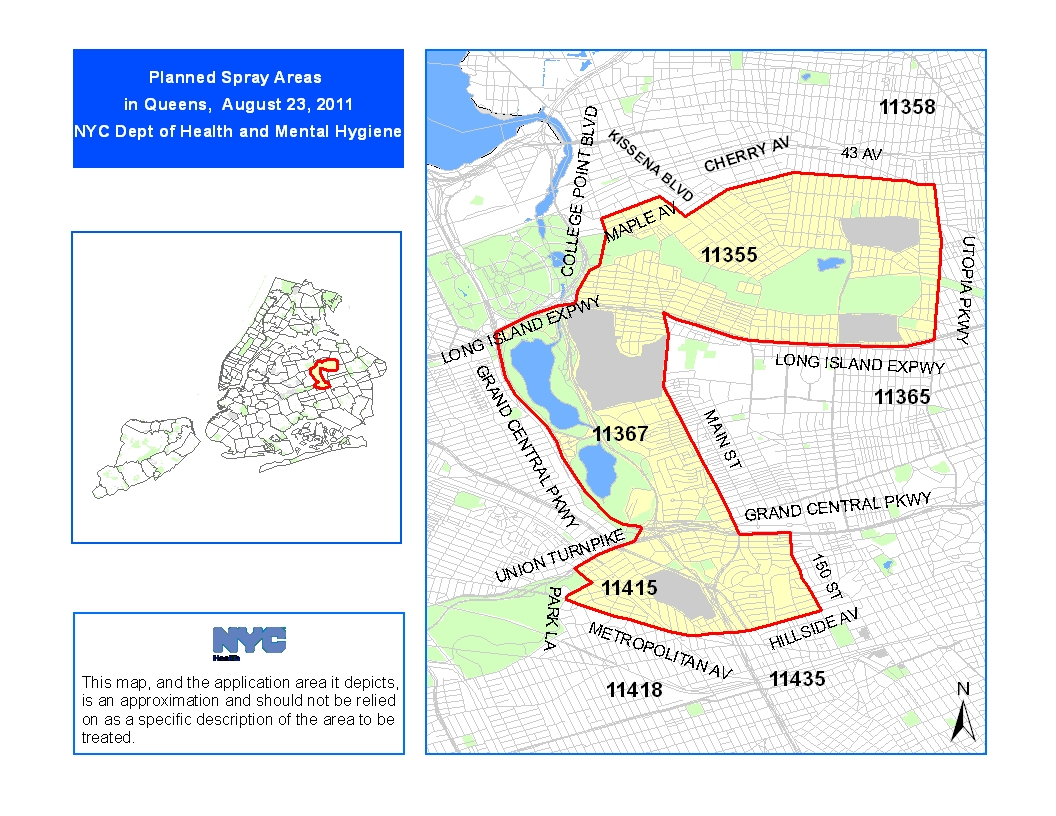 Planned Spray Areas
in Queens, August 23, 2011
NYC Dept of Health and Mental Hygiene
NYC
Health
This map, and the application area it depicts,
is an approximation and should not be relied
on as a specific description of the area to be
treated.
11358
COLLEGE POINT BLVD
KISSENA BLVD
CHERRY AV
43 AV
MAPLE AV
11355
UTOPIA PKWY
LONG ISLAND EXPWY
LONG ISLAND EXPWY
GRAND CENTRAL PKWY
11365
MAIN ST
11367
GRAND CENTRAL PKWY
UNION TURNPIKE
150 ST
11415
PARK LA
METROPOLITAN AV
HILLSIDE AV
11418
11435
N